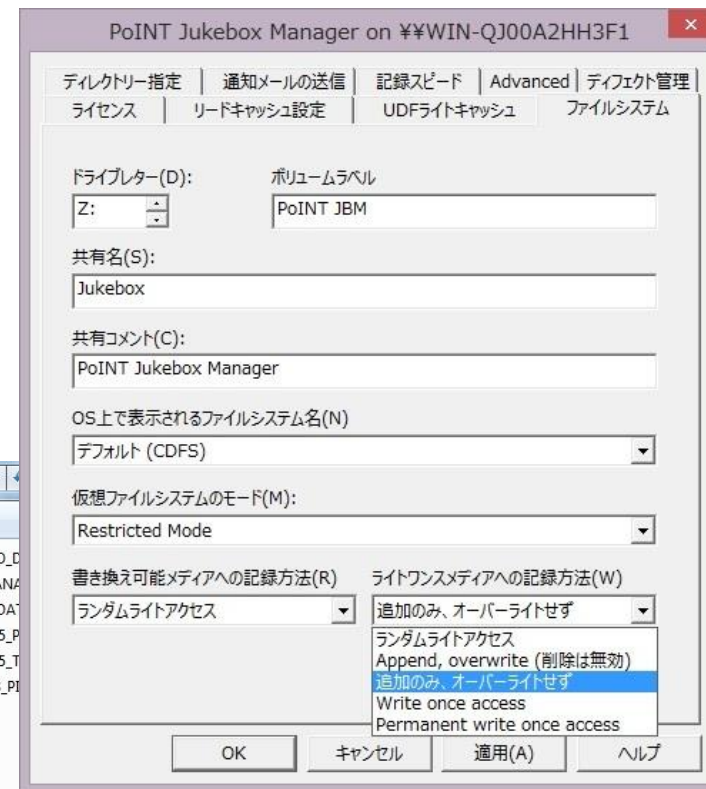 PoINT Jukebox Manager on ¥¥WIN-QJ00A2HH3F1
ディレクトリー指定 通知メールの送信 記録スピード Advanced ディフェクト管理
ライセンス リードキャッシュ設定 UDFライトキャッシュ ファイルシステム
ドライブレター(D): ボリュームラベル
Z: PoINT JBM
共有名(S):
Jukebox
共有コメント(C):
PoINT Jukebox Manager
OS上で表示されるファイルシステム名(N)
デフォルト (CDFS)
仮想ファイルシステムのモード(M):
Restricted Mode
書き換え可能メディアへの記録方法(R) ライトワンスメディアへの記録方法(W)
ランダムライトアクセス 追加のみ、オーバーライトせず
ランダムライトアクセス
Append, overwrite (削除は無効)
追加のみ、オーバーライトせず
Write once access
Permanent write once access
OK キャンセル 適用(A) ヘルプ